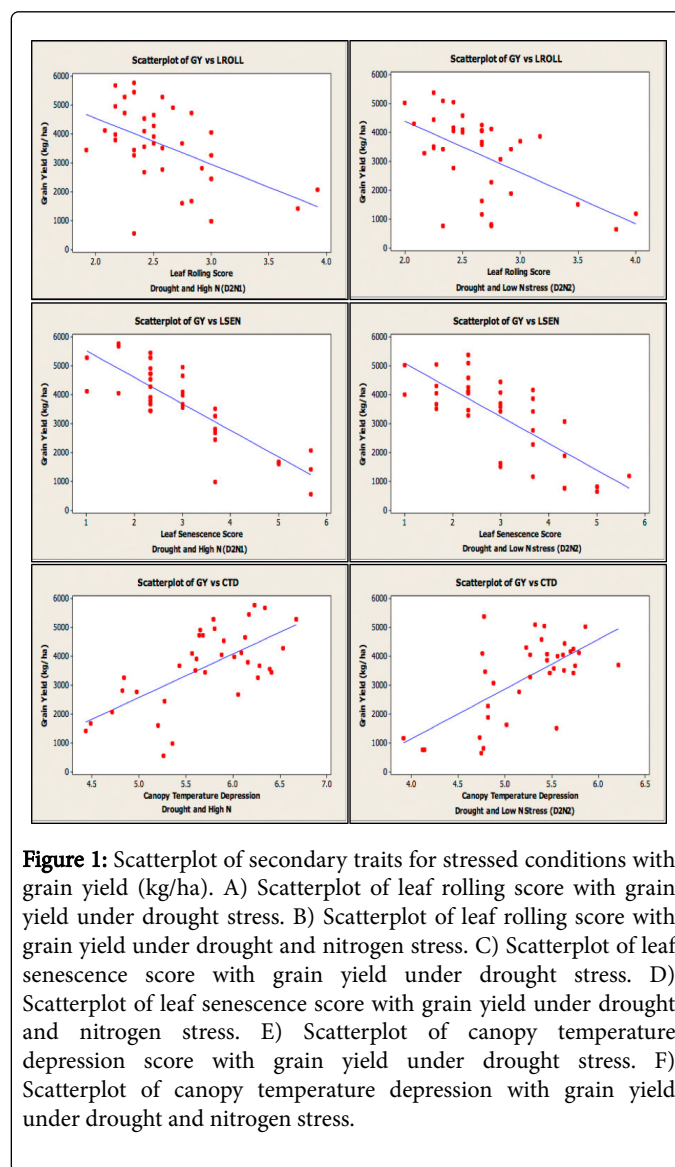 Scatterplot of GY vs LROLL
6000
5000
4000
3000
2000
1000
0
Grain Yield (kg/ha)
2.0 2.5 3.0 3.5 4.0
Leaf Rolling Score
Drought and High N(D2N1)
Scatterplot of GY vs LROLL
6000
5000
4000
3000
2000
1000
0
Grain Yield (kg/ha)
2.0 2.5 3.0 3.5 4.0
Leaf Rolling Score
Drought and Low Nstress (D2N2)
Scatterplot of GY vs LSEN
6000
5000
4000
3000
2000
1000
0
Grain Yield (kg/ha)
1 2 3 4 5 6
Leaf Senescence Score
Drought and High N(D2N1)
Scatterplot of GY vs LSEN
6000
5000
4000
3000
2000
1000
0
Grain Yield (kg/ha)
1 2 3 4 5 6
Leaf Senescence Score
Drought and Low Nstress (D2N2)
Scatterplot of GY vs CTD
6000
5000
4000
3000
2000
1000
0
Grain Yield (kg/ha)
4.5 5.0 5.5 6.0 6.5 7.0
Canopy Temperature Depression
Drought and High N
Scatterplot of GY vs CTD
6000
5000
4000
3000
2000
1000
0
Grain Yield (kg/ha)
4.0 4.5 5.0 5.5 6.0 6.5
Canopy Temperature Depression
Drought and Low NStress (D2N2)
Figure 1: Scatterplot of secondary traits for stressed conditions with
grain yield (kg/ha). A) Scatterplot of leaf rolling score with grain
yield under drought stress. B) Scatterplot of leaf rolling score with
grain yield under drought and nitrogen stress. C) Scatterplot of leaf
senescence score with grain yield under drought stress. D)
Scatterplot of leaf senescence score with grain yield under drought
and nitrogen stress. E) Scatterplot of canopy temperature
depression score with grain yield under drought stress. F)
Scatterplot of canopy temperature depression with grain yield
under drought and nitrogen stress.